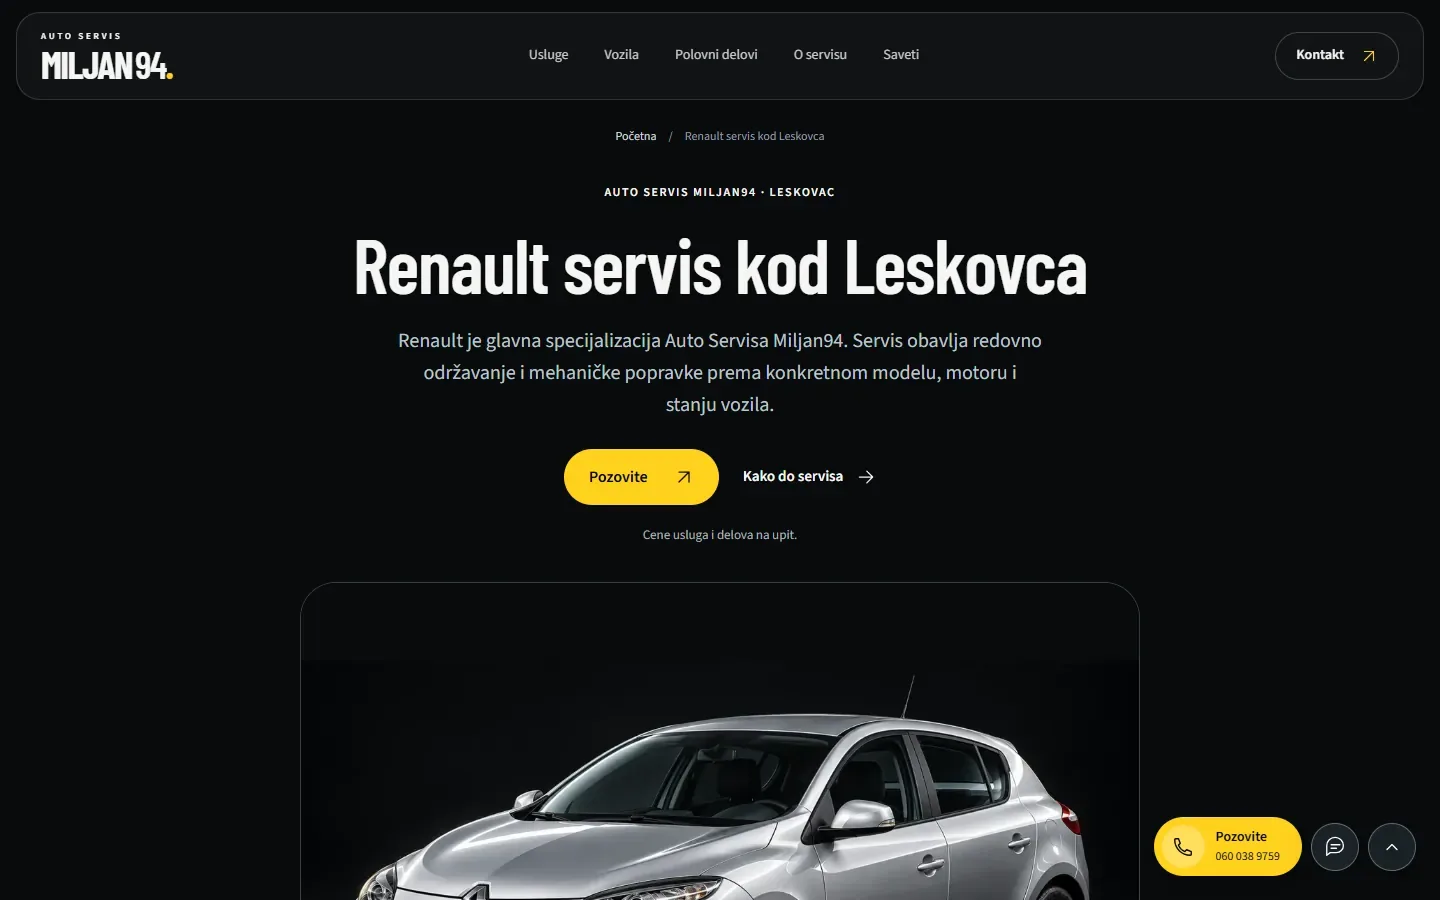 AUTO SERVIS
MILJAN94.
Usluge
Vozila
Polovni delovi
O servisu
Saveti
Kontakt
Početna / Renault servis kod Leskovca
AUTO SERVIS MILJAN94 · LESKOVAC
Renault servis kod Leskovca
Renault je glavna specijalizacija Auto Servisa Miljan94. Servis obavlja redovno
održavanje i mehaničke popravke prema konkretnom modelu, motoru i
stanju vozila.
Pozovite
Kako do servisa
Cene usluga i delova na upit.
Pozovite
060 038 9759